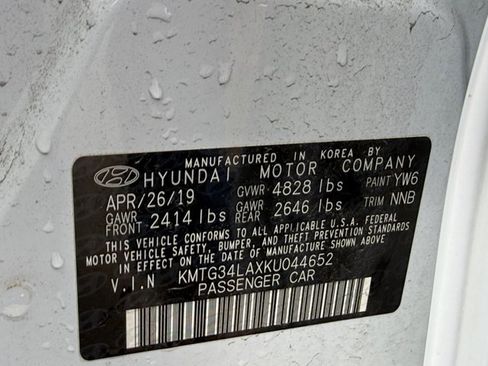 MANUFACTURED IN KOREA BY
HYUNDAI MOTOR COMPANY
APR/26/19 GVWR 4828 lbs PAINT YW6
GAWR FRONT 2414 lbs GAWR REAR 2646 lbs TRIM NNB
THIS VEHICLE CONFORMS TO ALL APPLICABLE U.S.A. FEDERAL
MOTOR VEHICLE SAFETY, BUMPER, AND THEFT PREVENTION
STANDARDS IN EFFECT ON THE DATE OF MANUFACTURE SHOWN ABOVE.
V.I.N KMTG34LAXKU044652
PASSENGER CAR